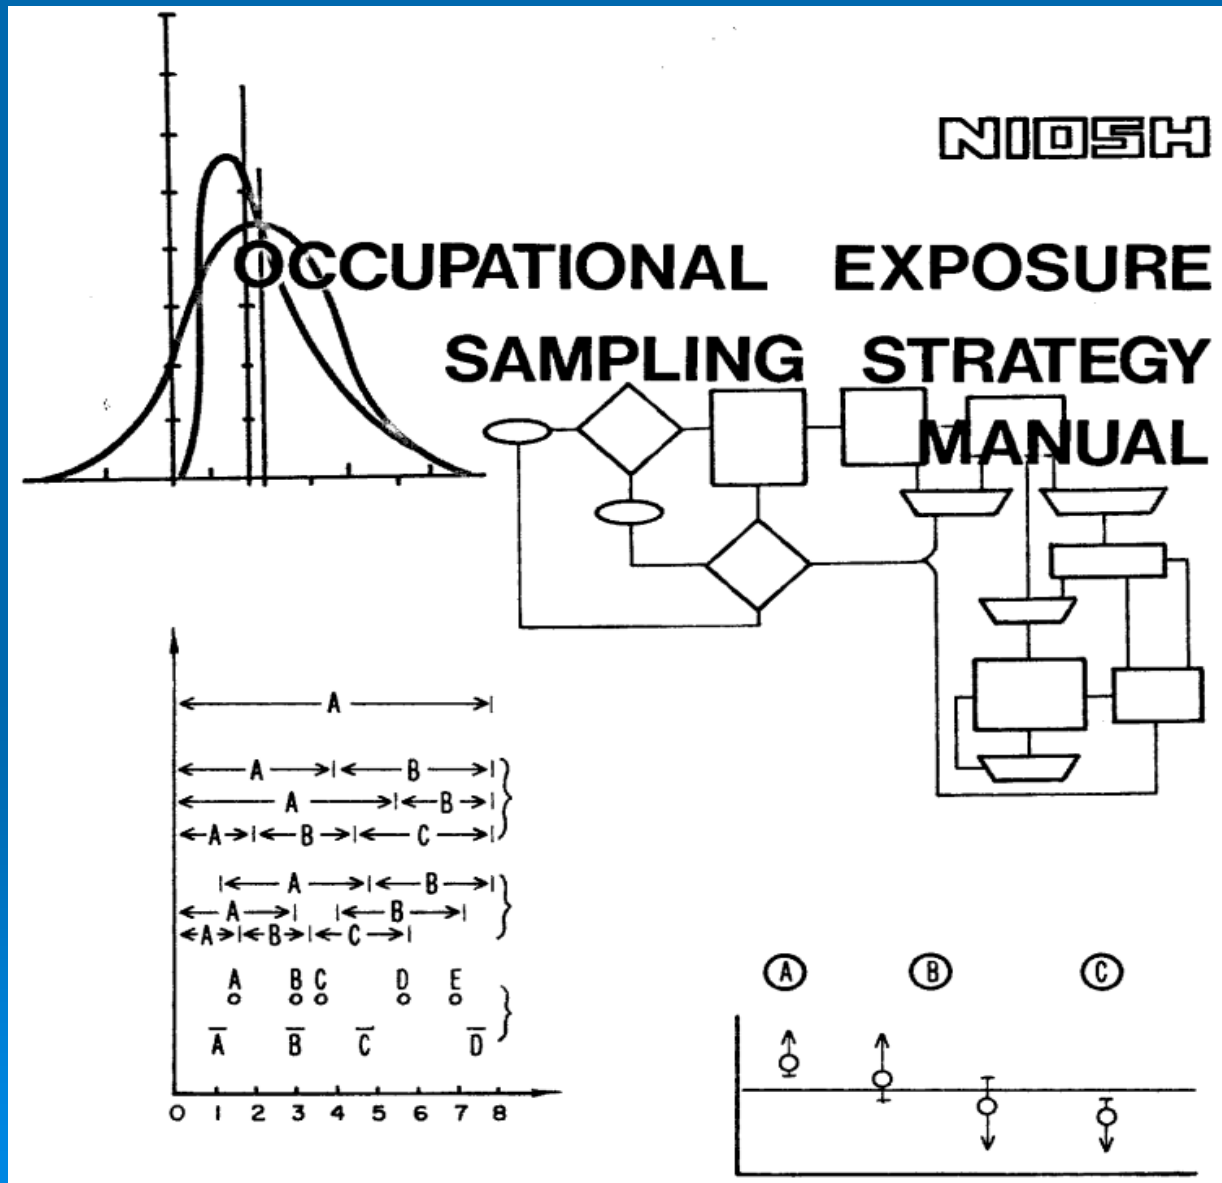 NIOSH
OCCUPATIONAL EXPOSURE
SAMPLING STRATEGY
MANUAL
A
A B
A B
A B C
A B
A B
A B C
A B C D E
A B C D
0 1 2 3 4 5 6 7 8
A B C